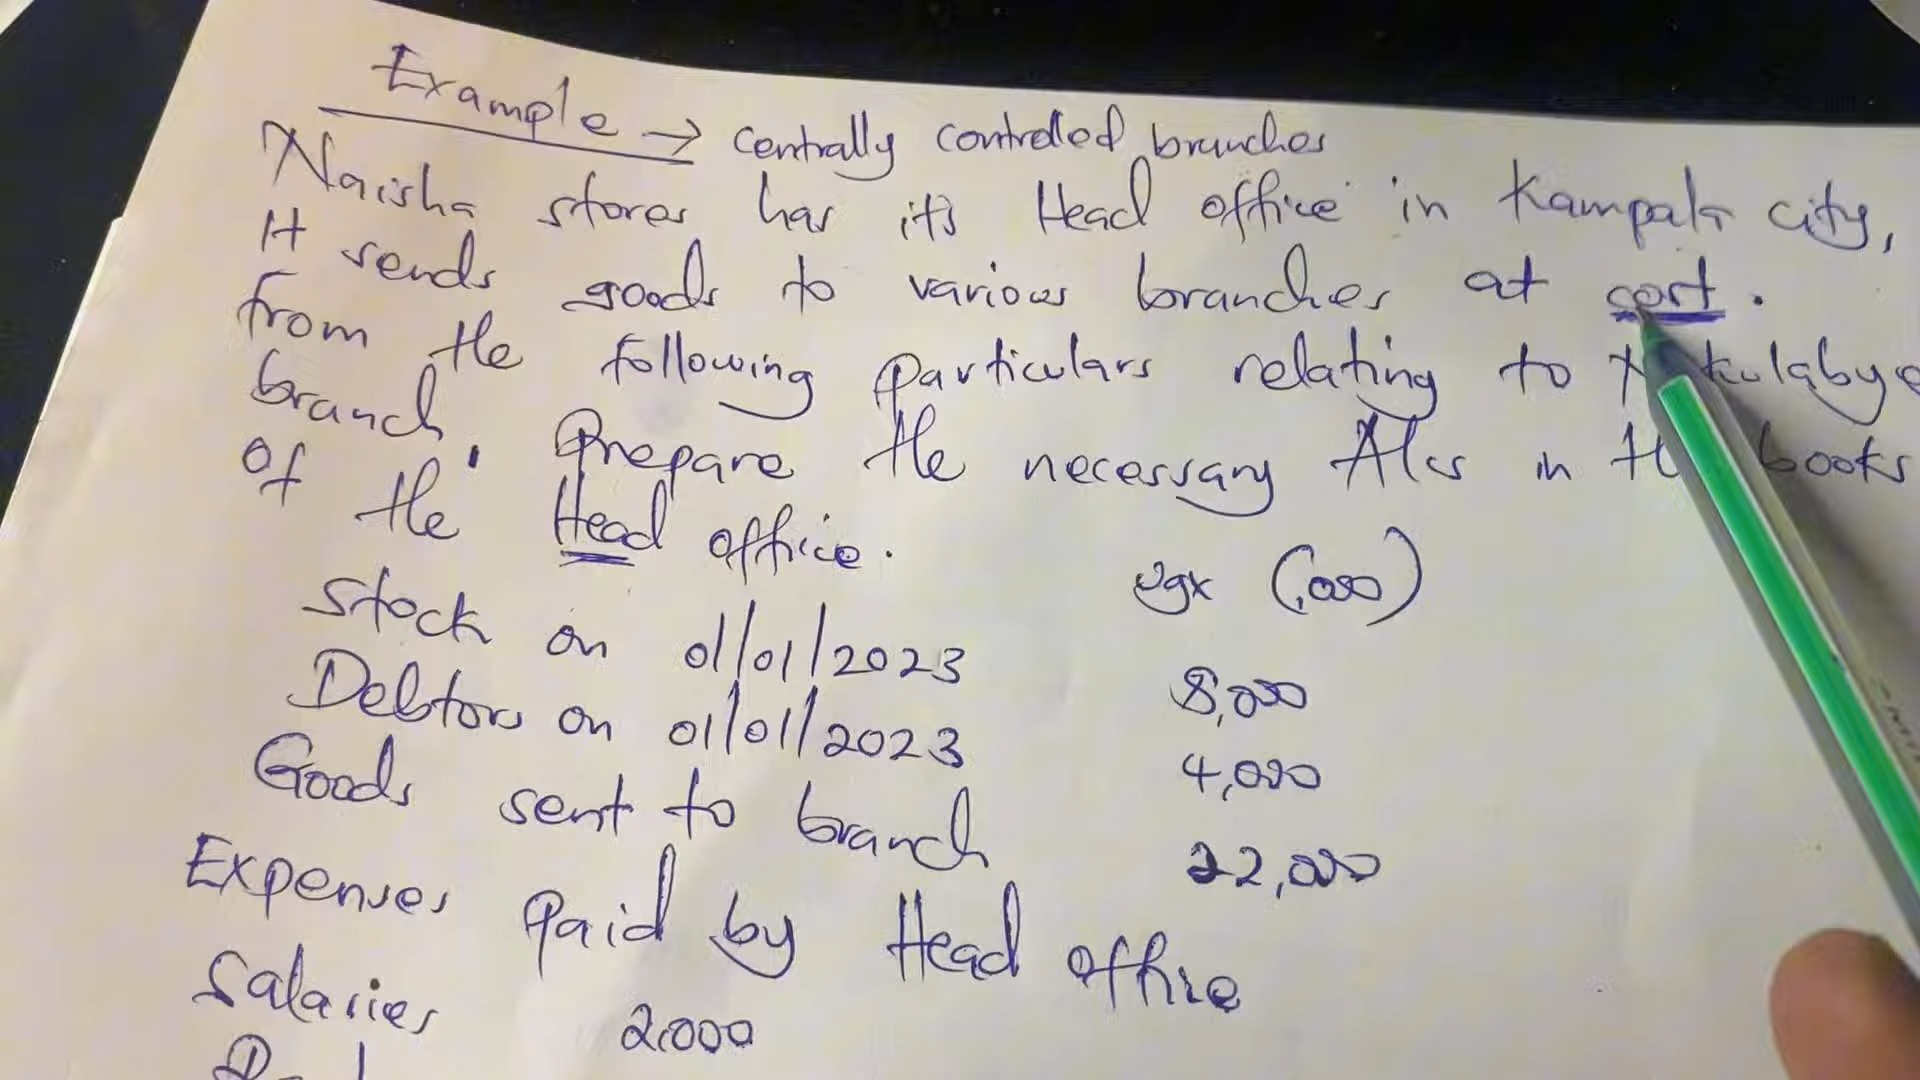 Example → centrally controlled branches
Naisha stores has its Head office in Kampala city,
It sends goods to various branches at cost.
from the following particulars relating to
branch, Prepare the necessary A/cs in books
of the Head office.
ugx (,000)
Stock on 01/01/2023 8,000
Debtors on 01/01/2023 4,000
Goods sent to branch 22,000
Expenses paid by Head office
Salaries 2,000